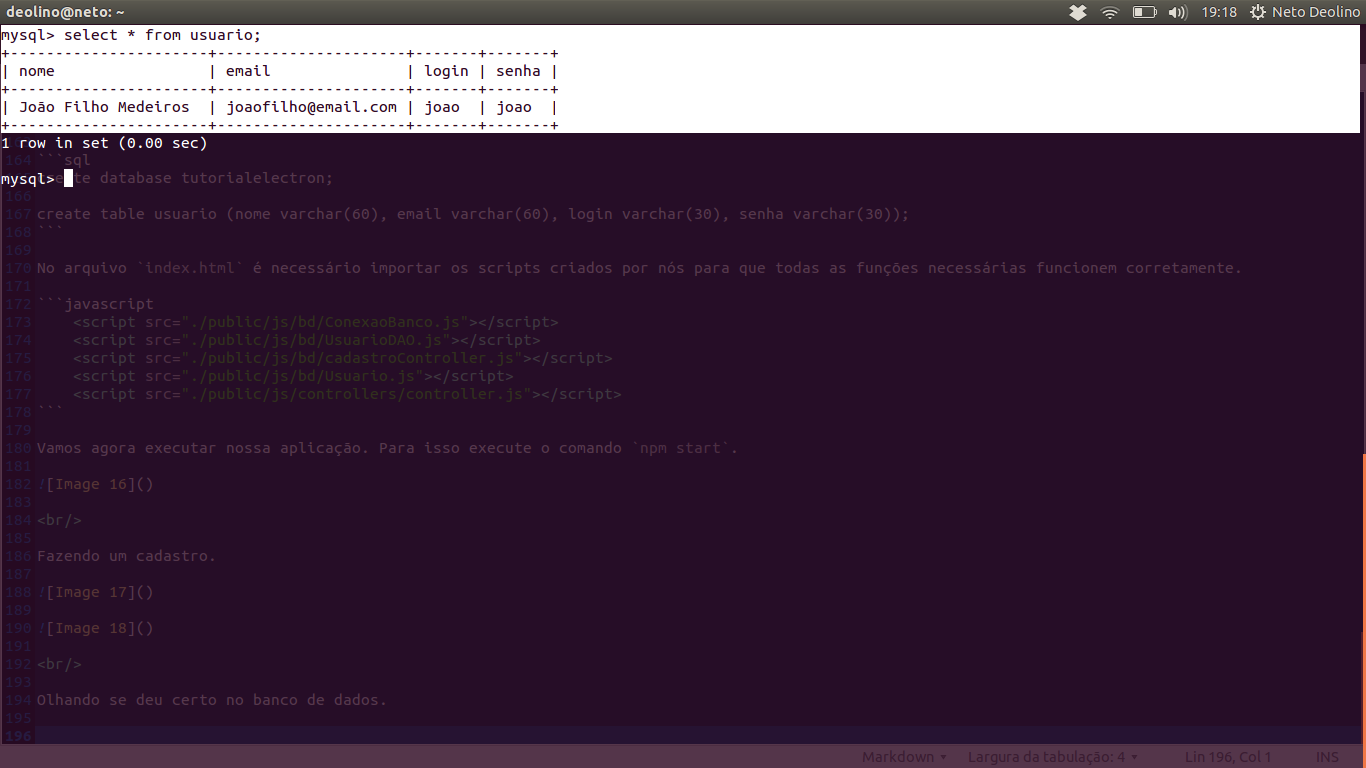 deolino@neto: ~
19:18 Neto Deolino
mysql> select * from usuario;
+----------------------+---------------------+-------+-------+
| nome                 | email               | login | senha |
+----------------------+---------------------+-------+-------+
| João Filho Medeiros  | joaofilho@email.com | joao  | joao  |
+----------------------+---------------------+-------+-------+
1 row in set (0.00 sec)
164 ```sql
mysql>
te database tutorialelectron;
166
167 create table usuario (nome varchar(60), email varchar(60), login varchar(30), senha varchar(30));
168 ```
169
170 No arquivo `index.html` é necessário importar os scripts criados por nós para que todas as funções necessárias funcionem corretamente.
171
172 ```javascript
173     <script src="./public/js/bd/ConexaoBanco.js"></script>
174     <script src="./public/js/bd/UsuarioDAO.js"></script>
175     <script src="./public/js/bd/cadastroController.js"></script>
176     <script src="./public/js/bd/Usuario.js"></script>
177     <script src="./public/js/controllers/controller.js"></script>
178 ```
179
180 Vamos agora executar nossa aplicação. Para isso execute o comando `npm start`.
181
182 ![Image 16]()
183
184 <br/>
185
186 Fazendo um cadastro.
187
188 ![Image 17]()
189
190 ![Image 18]()
191
192 <br/>
193
194 Olhando se deu certo no banco de dados.
195
196
Markdown Largura da tabulação: 4 Lin 196, Col 1 INS